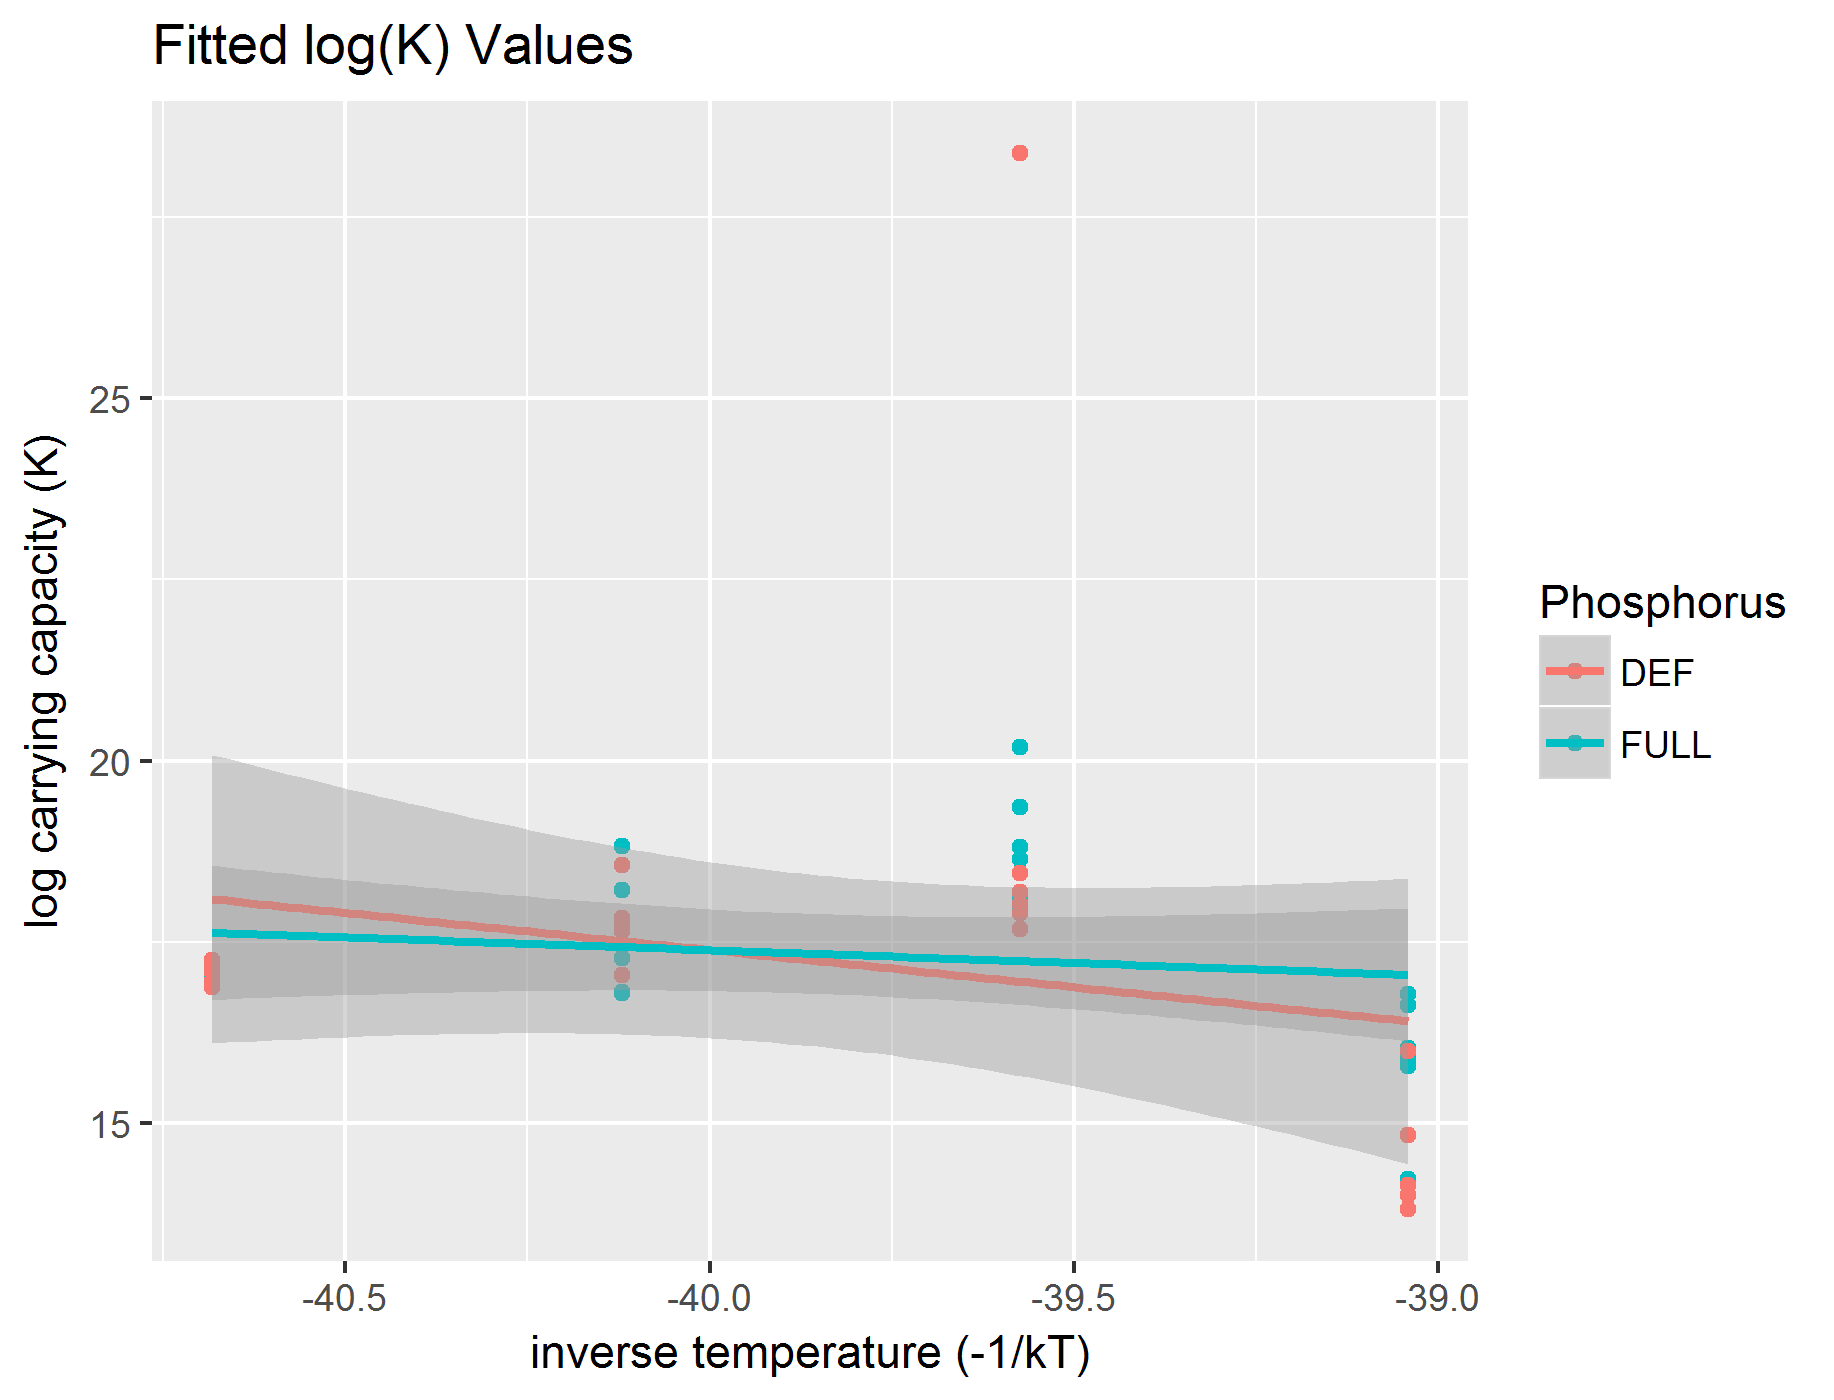 Fitted log(K) Values
log carrying capacity (K)
25
20
15
-40.5
-40.0
-39.5
-39.0
inverse temperature (-1/kT)
Phosphorus
DEF
FULL